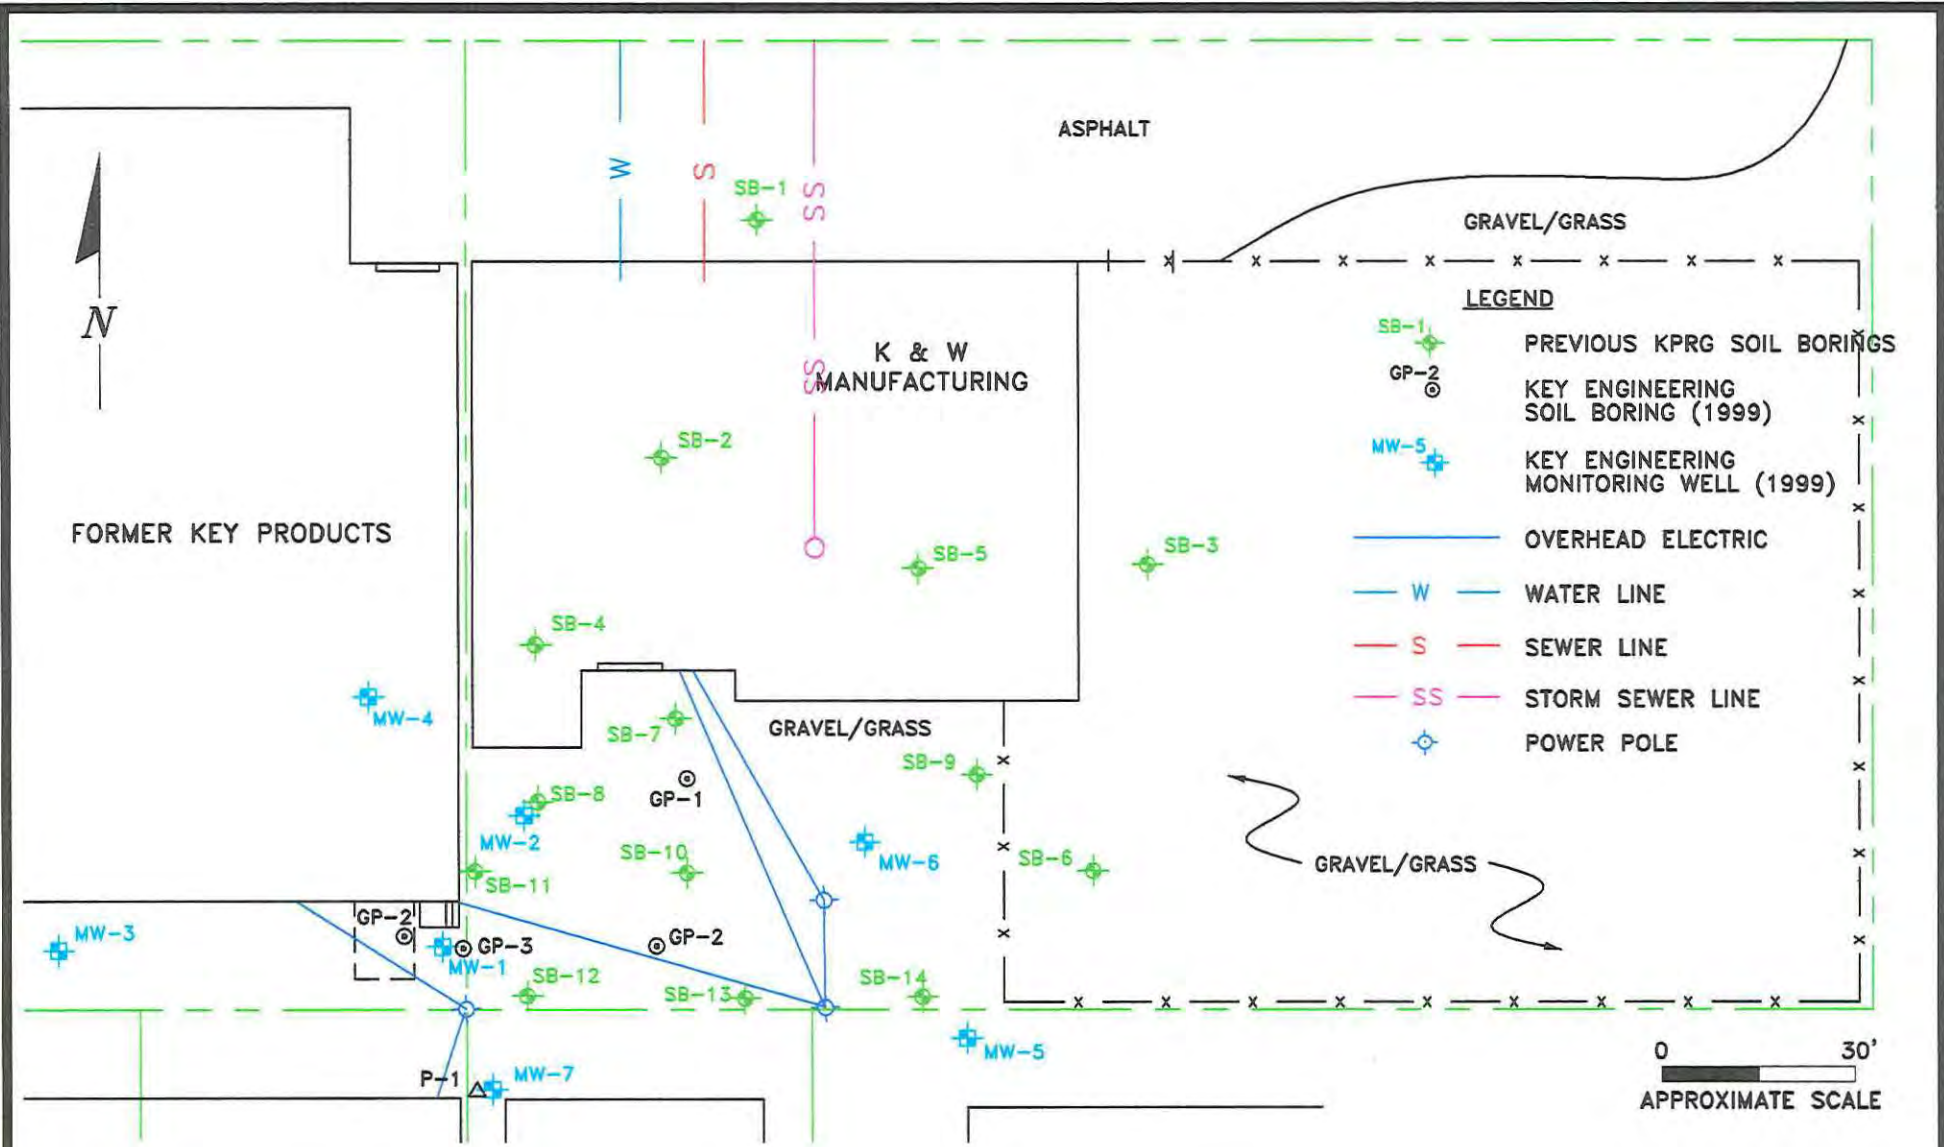 ASPHALT
W
S
SB-1
SS
GRAVEL/GRASS
x x x x x x x x
N
LEGEND
SB-1
PREVIOUS KPRG SOIL BORINGS
GP-2
KEY ENGINEERING
SOIL BORING (1999)
MW-5
KEY ENGINEERING
MONITORING WELL (1999)
OVERHEAD ELECTRIC
W
WATER LINE
S
SEWER LINE
SS
STORM SEWER LINE
POWER POLE
K & W
MANUFACTURING
SS
FORMER KEY PRODUCTS
SB-2
SB-5
SB-3
SB-4
MW-4
SB-7
GRAVEL/GRASS
SB-9
GP-1
SB-8
MW-2
SB-10
MW-6
SB-6
GRAVEL/GRASS
SB-11
MW-3
GP-2
GP-3
MW-1
GP-2
SB-12
SB-13
SB-14
MW-5
P-1
MW-7
0 30'
APPROXIMATE SCALE